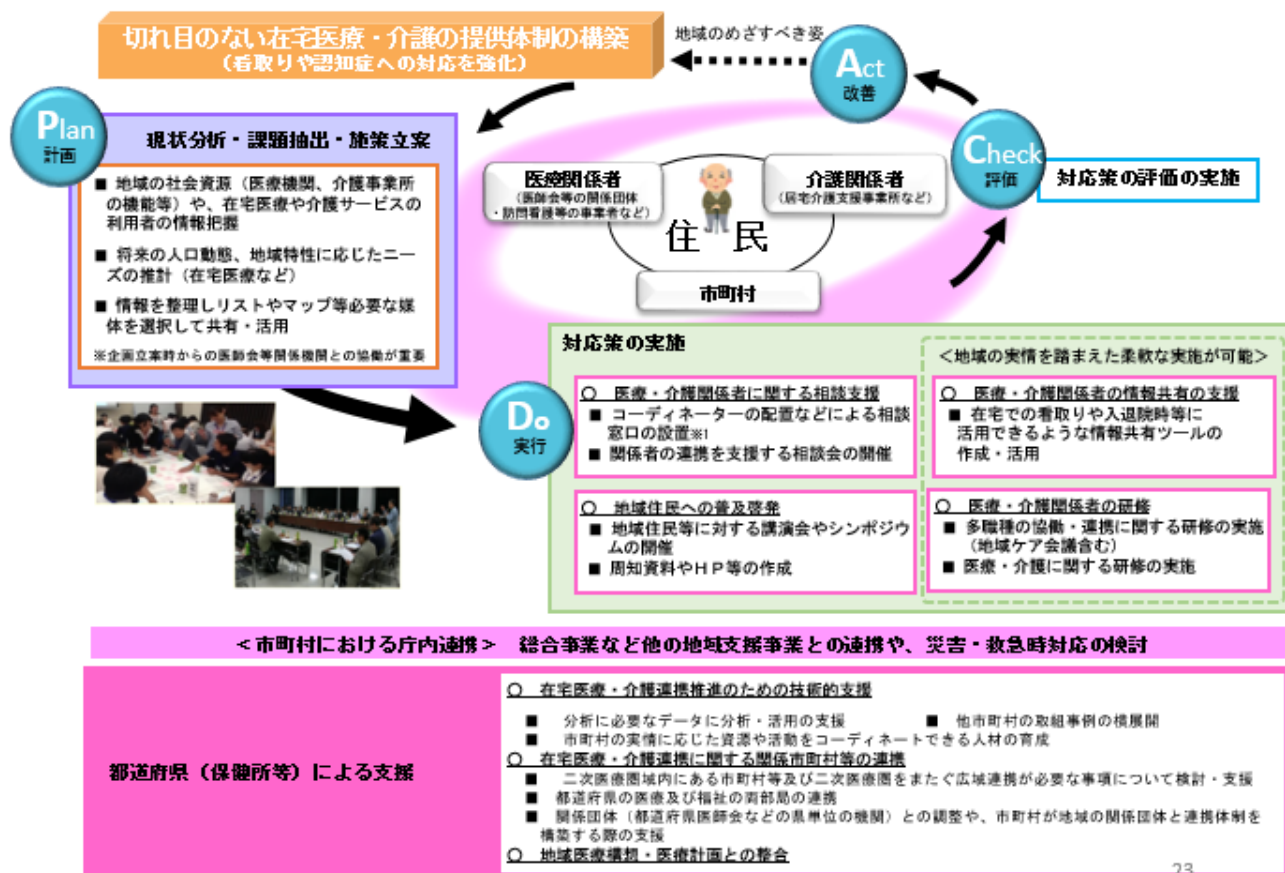 切れ目のない在宅医療・介護の提供体制の構築
（看取りや認知症への対応を強化）
地域のめざすべき姿
Act
改善
Plan
計画
現状分析・課題抽出・施策立案
■ 地域の社会資源（医療機関、介護事業所
の機能等）や、在宅医療や介護サービスの
利用者の情報把握
■ 将来の人口動態、地域特性に応じたニー
ズの推計（在宅医療など）
■ 情報を整理しリストやマップ等必要な媒
体を選択して共有・活用
※企画立案時からの医師会等関係機関との協働が重要
医療関係者
（医師会等の関係団体
・訪問看護等の事業者など）
介護関係者
（居宅介護支援事業所など）
住民
市町村
Check
評価
対応策の評価の実施
Do
実行
対応策の実施
＜地域の実情を踏まえた柔軟な実施が可能＞
○ 医療・介護関係者に関する相談支援
■ コーディネーターの配置などによる相談
窓口の設置※1
■ 関係者の連携を支援する相談会の開催
○ 医療・介護関係者の情報共有の支援
■ 在宅での看取りや入退院時等に
活用できるような情報共有ツールの
作成・活用
○ 地域住民への普及啓発
■ 地域住民等に対する講演会やシンポジウ
ムの開催
■ 周知資料やＨＰ等の作成
○ 医療・介護関係者の研修
■ 多職種の協働・連携に関する研修の実施
（地域ケア会議含む）
■ 医療・介護に関する研修の実施
＜市町村における庁内連携＞ 総合事業など他の地域支援事業との連携や、災害・救急時対応の検討
都道府県（保健所等）による支援
○ 在宅医療・介護連携推進のための技術的支援
■ 分析に必要なデータに分析・活用の支援 ■ 他市町村の取組事例の横展開
■ 市町村の実情に応じた資源や活動をコーディネートできる人材の育成
○ 在宅医療・介護連携に関する関係市町村等の連携
■ 二次医療圏域内にある市町村等及び二次医療圏をまたぐ広域連携が必要な事項について検討・支援
■ 都道府県の医療及び福祉の両部局の連携
■ 関係団体（都道府県医師会などの県単位の機関）との調整や、市町村が地域の関係団体と連携体制を
構築する際の支援
○ 地域医療構想・医療計画との整合
23